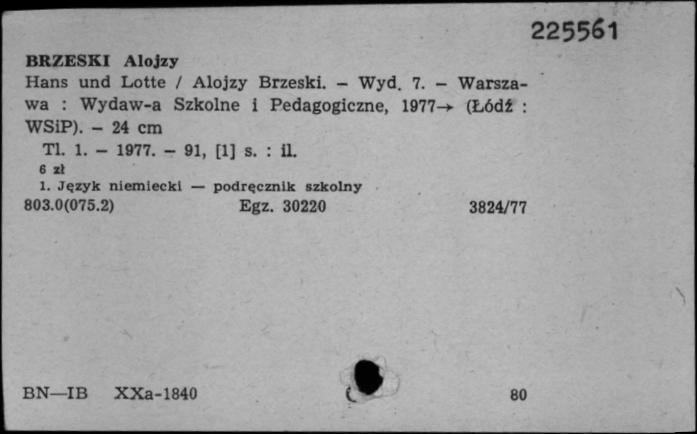 225561
BRZESKI Alojzy
Hans und Lotte / Alojzy Brzeski. — Wyd. 7. — Warsza-
wa : Wydaw-a Szkolne i Pedagogiczne, 1977→ (Łódź :
WSiP). — 24 cm
Tl. 1. — 1977. — 91, [1] s. : il.
6 zł
1. Język niemiecki — podręcznik szkolny
803.0(075.2) Egz. 30220 3824/77
BN—IB XXa-1840 80